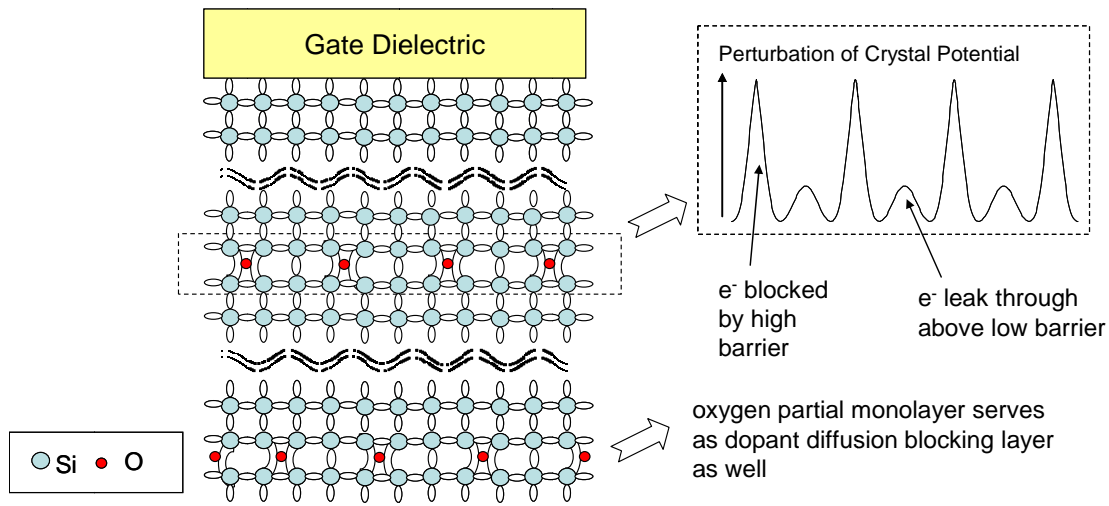 Gate Dielectric
Perturbation of Crystal Potential
e⁻ blocked
by high
barrier
e⁻ leak through
above low barrier
oxygen partial monolayer serves
as dopant diffusion blocking layer
as well
Si O